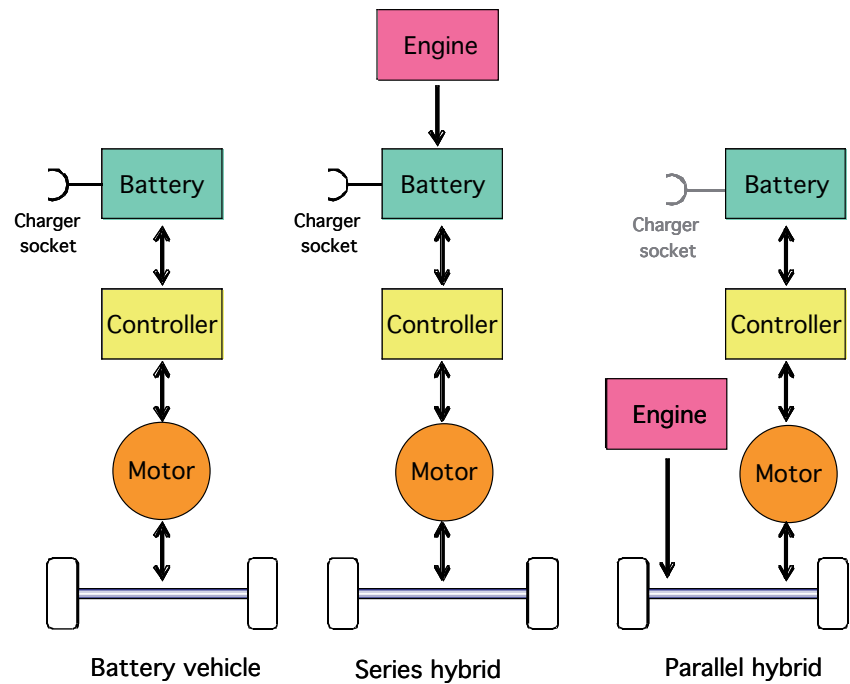 Engine
Battery
Charger
socket
Controller
Motor
Battery vehicle
Battery
Charger
socket
Controller
Motor
Series hybrid
Battery
Charger
socket
Controller
Engine
Motor
Parallel hybrid